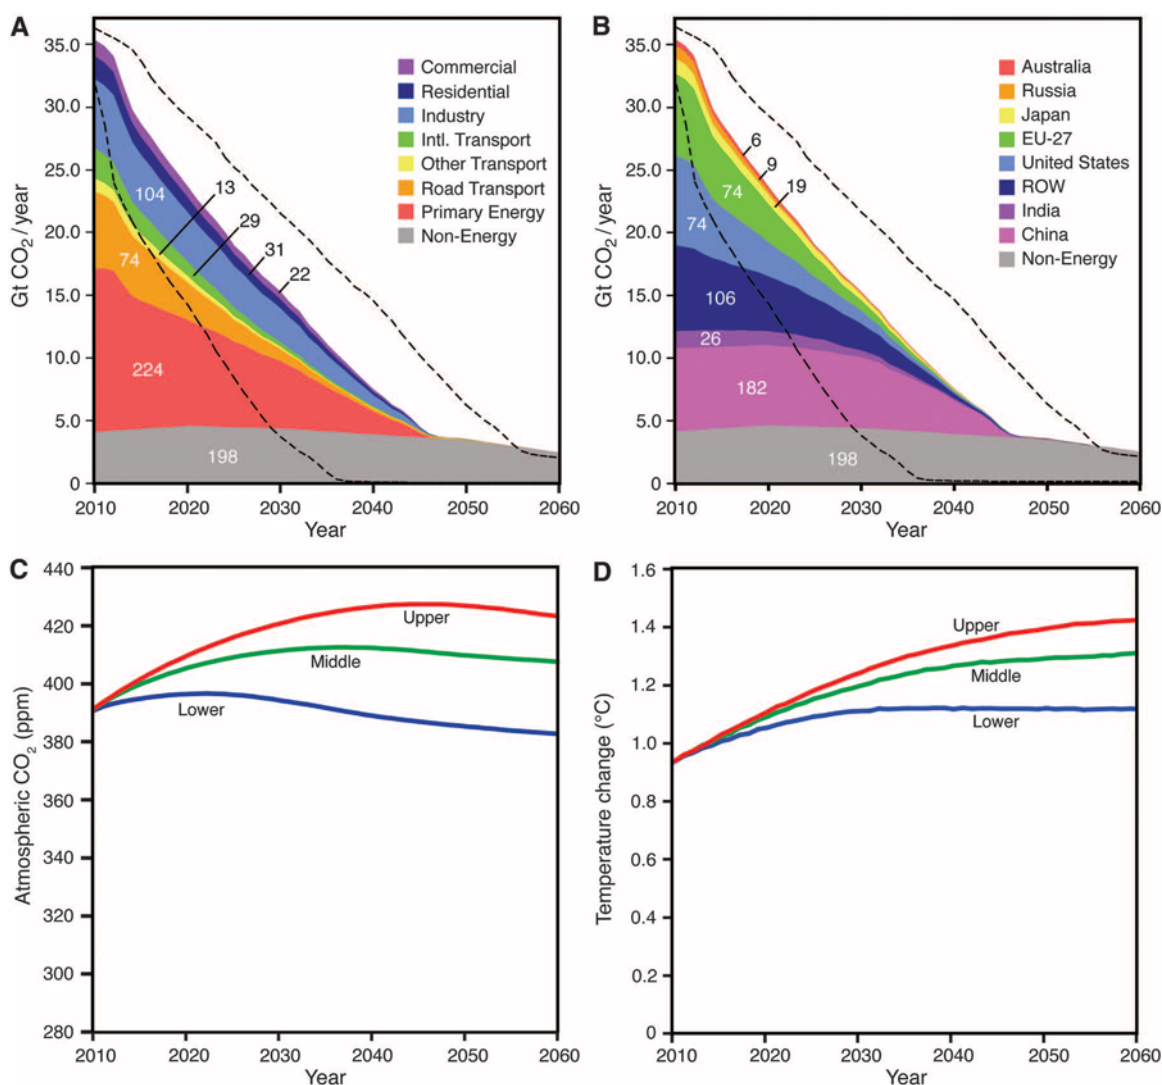 A
Gt CO2/year
35.0
30.0
25.0
20.0
15.0
10.0
5.0
0
Commercial
Residential
Industry
Intl. Transport
Other Transport
Road Transport
Primary Energy
Non-Energy
104
13
29
31
22
74
224
198
2010 2020 2030 2040 2050 2060
Year
B
Gt CO2/year
35.0
30.0
25.0
20.0
15.0
10.0
5.0
0
Australia
Russia
Japan
EU-27
United States
ROW
India
China
Non-Energy
6
9
19
74
74
106
26
182
198
2010 2020 2030 2040 2050 2060
Year
C
Atmospheric CO2 (ppm)
440
420
400
380
360
340
320
300
280
Upper
Middle
Lower
2010 2020 2030 2040 2050 2060
Year
D
Temperature change (°C)
1.6
1.4
1.2
1.0
0.8
0.6
0.4
0.2
0
Upper
Middle
Lower
2010 2020 2030 2040 2050 2060
Year